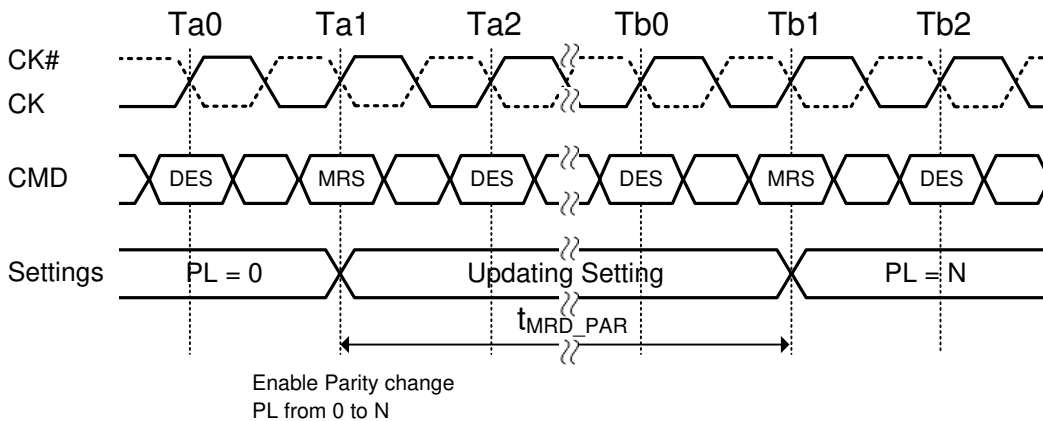 Ta0 Ta1 Ta2 Tb0 Tb1 Tb2
CK#
CK
CMD DES MRS DES DES MRS DES
Settings PL = 0 Updating Setting PL = N
tMRD_PAR
Enable Parity change
PL from 0 to N